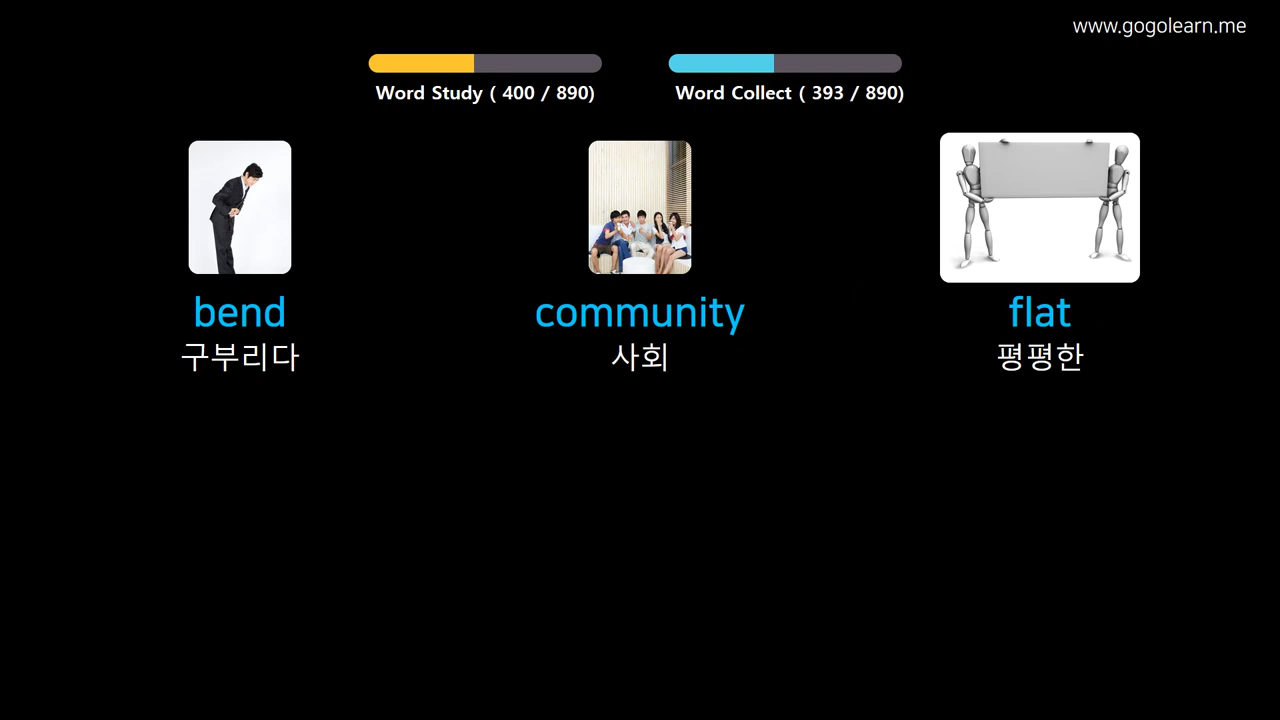 www.gogolearn.me
Word Study ( 400 / 890)
Word Collect ( 393 / 890)
bend
community
flat
구부리다
사회
평평한